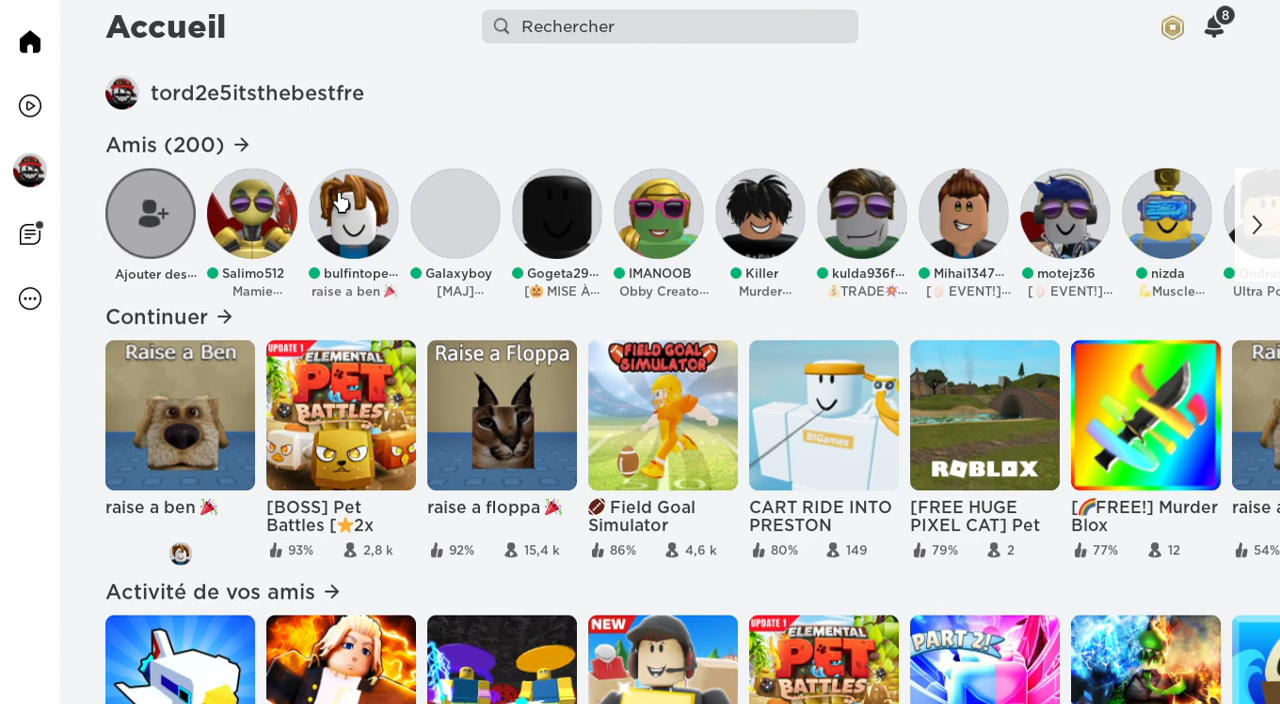 Accueil
Rechercher
8
tord2e5itsthebestfre
Amis (200) →
Ajouter des···
Salimo512
Mamie···
bulfintope···
raise a ben 🎉
Galaxyboy
[MAJ]···
Gogeta29···
[🎃 MISE À···
IMANOOB
Obby Creato···
Killer
Murder···
kulda936f···
💰TRADE💥···
Mihai1347···
[🥚 EVENT!]···
motejz36
[🥚 EVENT!]···
nizda
💪Muscle···
Ondras
Ultra Po
Continuer →
Raise a Ben
UPDATE 1
ELEMENTAL
PET
BATTLES
Raise a Floppa
FIELD GOAL
SIMULATOR
BIGames
ROBLOX
Rai
raise a ben 🎉
[BOSS] Pet
Battles [⭐2x
93%
2,8 k
raise a floppa 🎉
92%
15,4 k
🏈 Field Goal
Simulator
86%
4,6 k
CART RIDE INTO
PRESTON
80%
149
[FREE HUGE
PIXEL CAT] Pet
79%
2
[🌈FREE!] Murder
Blox
77%
12
raise a
54%
Activité de vos amis →
NEW
UPDATE 1
ELEMENTAL
PET
BATTLES
PART 2!